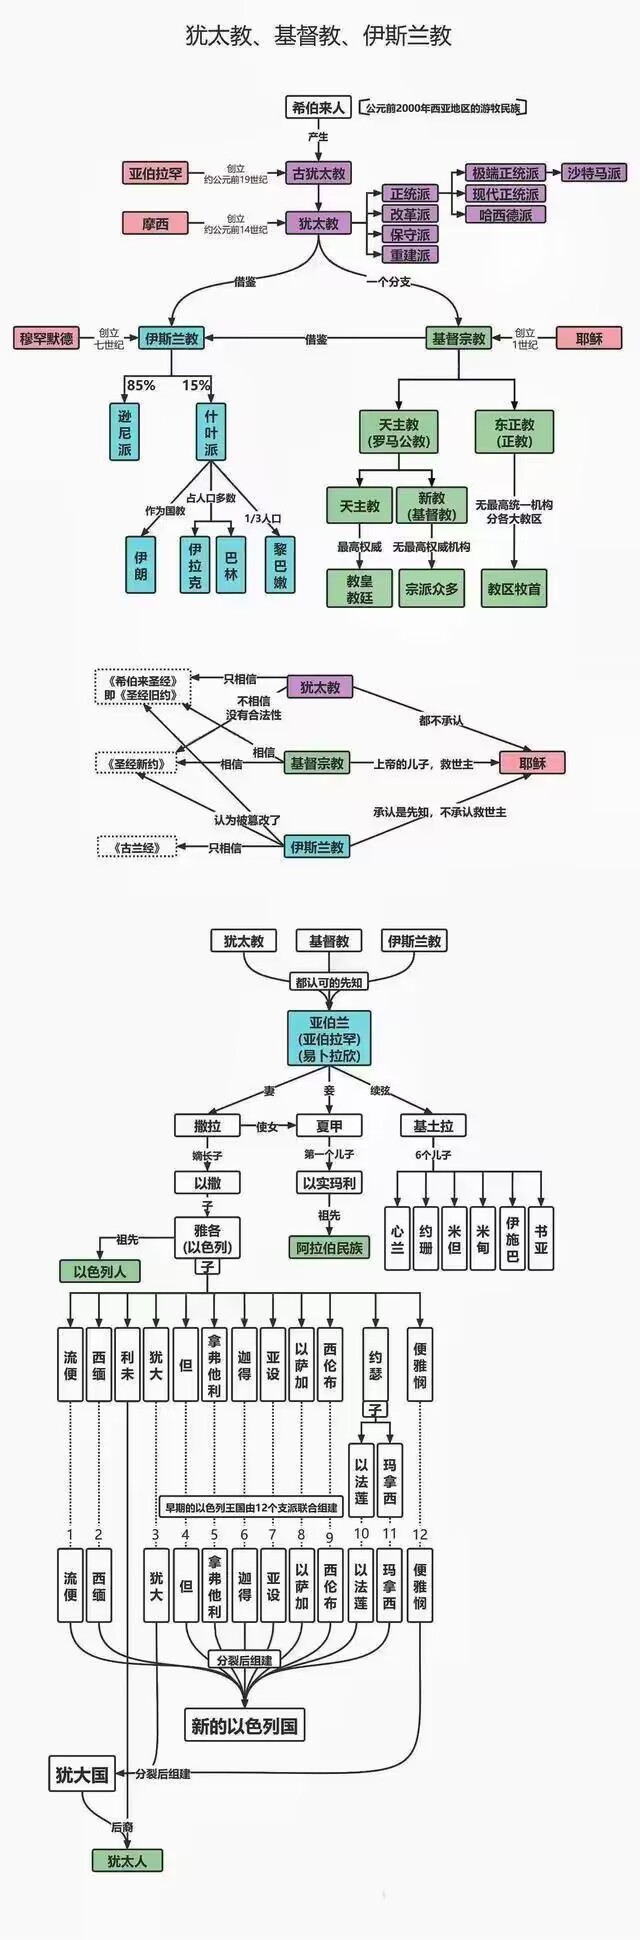 犹太教、基督教、伊斯兰教
希伯来人
公元前2000年西亚地区的游牧民族
产生
亚伯拉罕
创立
约公元前19世纪
古犹太教
摩西
创立
约公元前14世纪
犹太教
正统派
改革派
保守派
重建派
极端正统派
现代正统派
哈西德派
沙特马派
借鉴
一个分支
穆罕默德
创立
七世纪
伊斯兰教
借鉴
基督宗教
创立
1世纪
耶稣
85%
15%
逊尼派
什叶派
作为国教
占人口多数
1/3人口
伊朗
伊拉克
巴林
黎巴嫩
天主教
(罗马公教)
东正教
(正教)
天主教
新教
(基督教)
无最高统一机构
分各大教区
最高权威
无最高权威机构
教皇
教廷
宗派众多
教区牧首
《希伯来圣经》
即《圣经旧约》
只相信
犹太教
不相信
没有合法性
都不承认
《圣经新约》
相信
相信
基督宗教
上帝的儿子，救世主
耶稣
认为被篡改了
承认是先知，不承认救世主
《古兰经》
只相信
伊斯兰教
犹太教
基督教
伊斯兰教
都认可的先知
亚伯兰
(亚伯拉罕)
(易卜拉欣)
妻
妾
续弦
撒拉
使女
夏甲
基土拉
嫡长子
第一个儿子
6个儿子
以撒
以实玛利
子
祖先
心兰
约珊
米但
米甸
伊施巴
书亚
雅各
(以色列)
祖先
以色列人
阿拉伯民族
子
流便
西缅
利未
犹大
但
拿弗他利
迦得
亚设
以萨加
西伦布
约瑟
便雅悯
子
以法莲
玛拿西
早期的以色列王国由12个支派联合组建
1
2
3
4
5
6
7
8
9
10
11
12
流便
西缅
犹大
但
拿弗他利
迦得
亚设
以萨加
西伦布
以法莲
玛拿西
便雅悯
分裂后组建
新的以色列国
犹大国
分裂后组建
后裔
犹太人